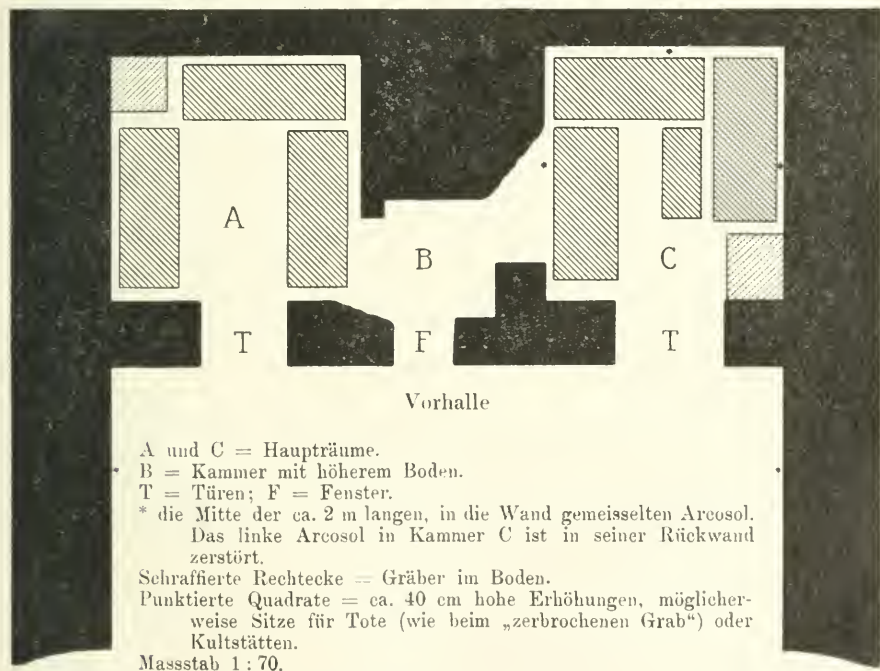 A
B
C
T
F
T
Vorhalle
A und C = Haupträume.
B = Kammer mit höherem Boden.
T = Türen; F = Fenster.
* die Mitte der ca. 2 m langen, in die Wand gemeisselten Arcosol.
Das linke Arcosol in Kammer C ist in seiner Rückwand
zerstört.
Schraffierte Rechtecke = Gräber im Boden.
Punktierte Quadrate = ca. 40 cm hohe Erhöhungen, möglicher-
weise Sitze für Tote (wie beim „zerbrochenen Grab“) oder
Kultstätten.
Massstab 1 : 70.